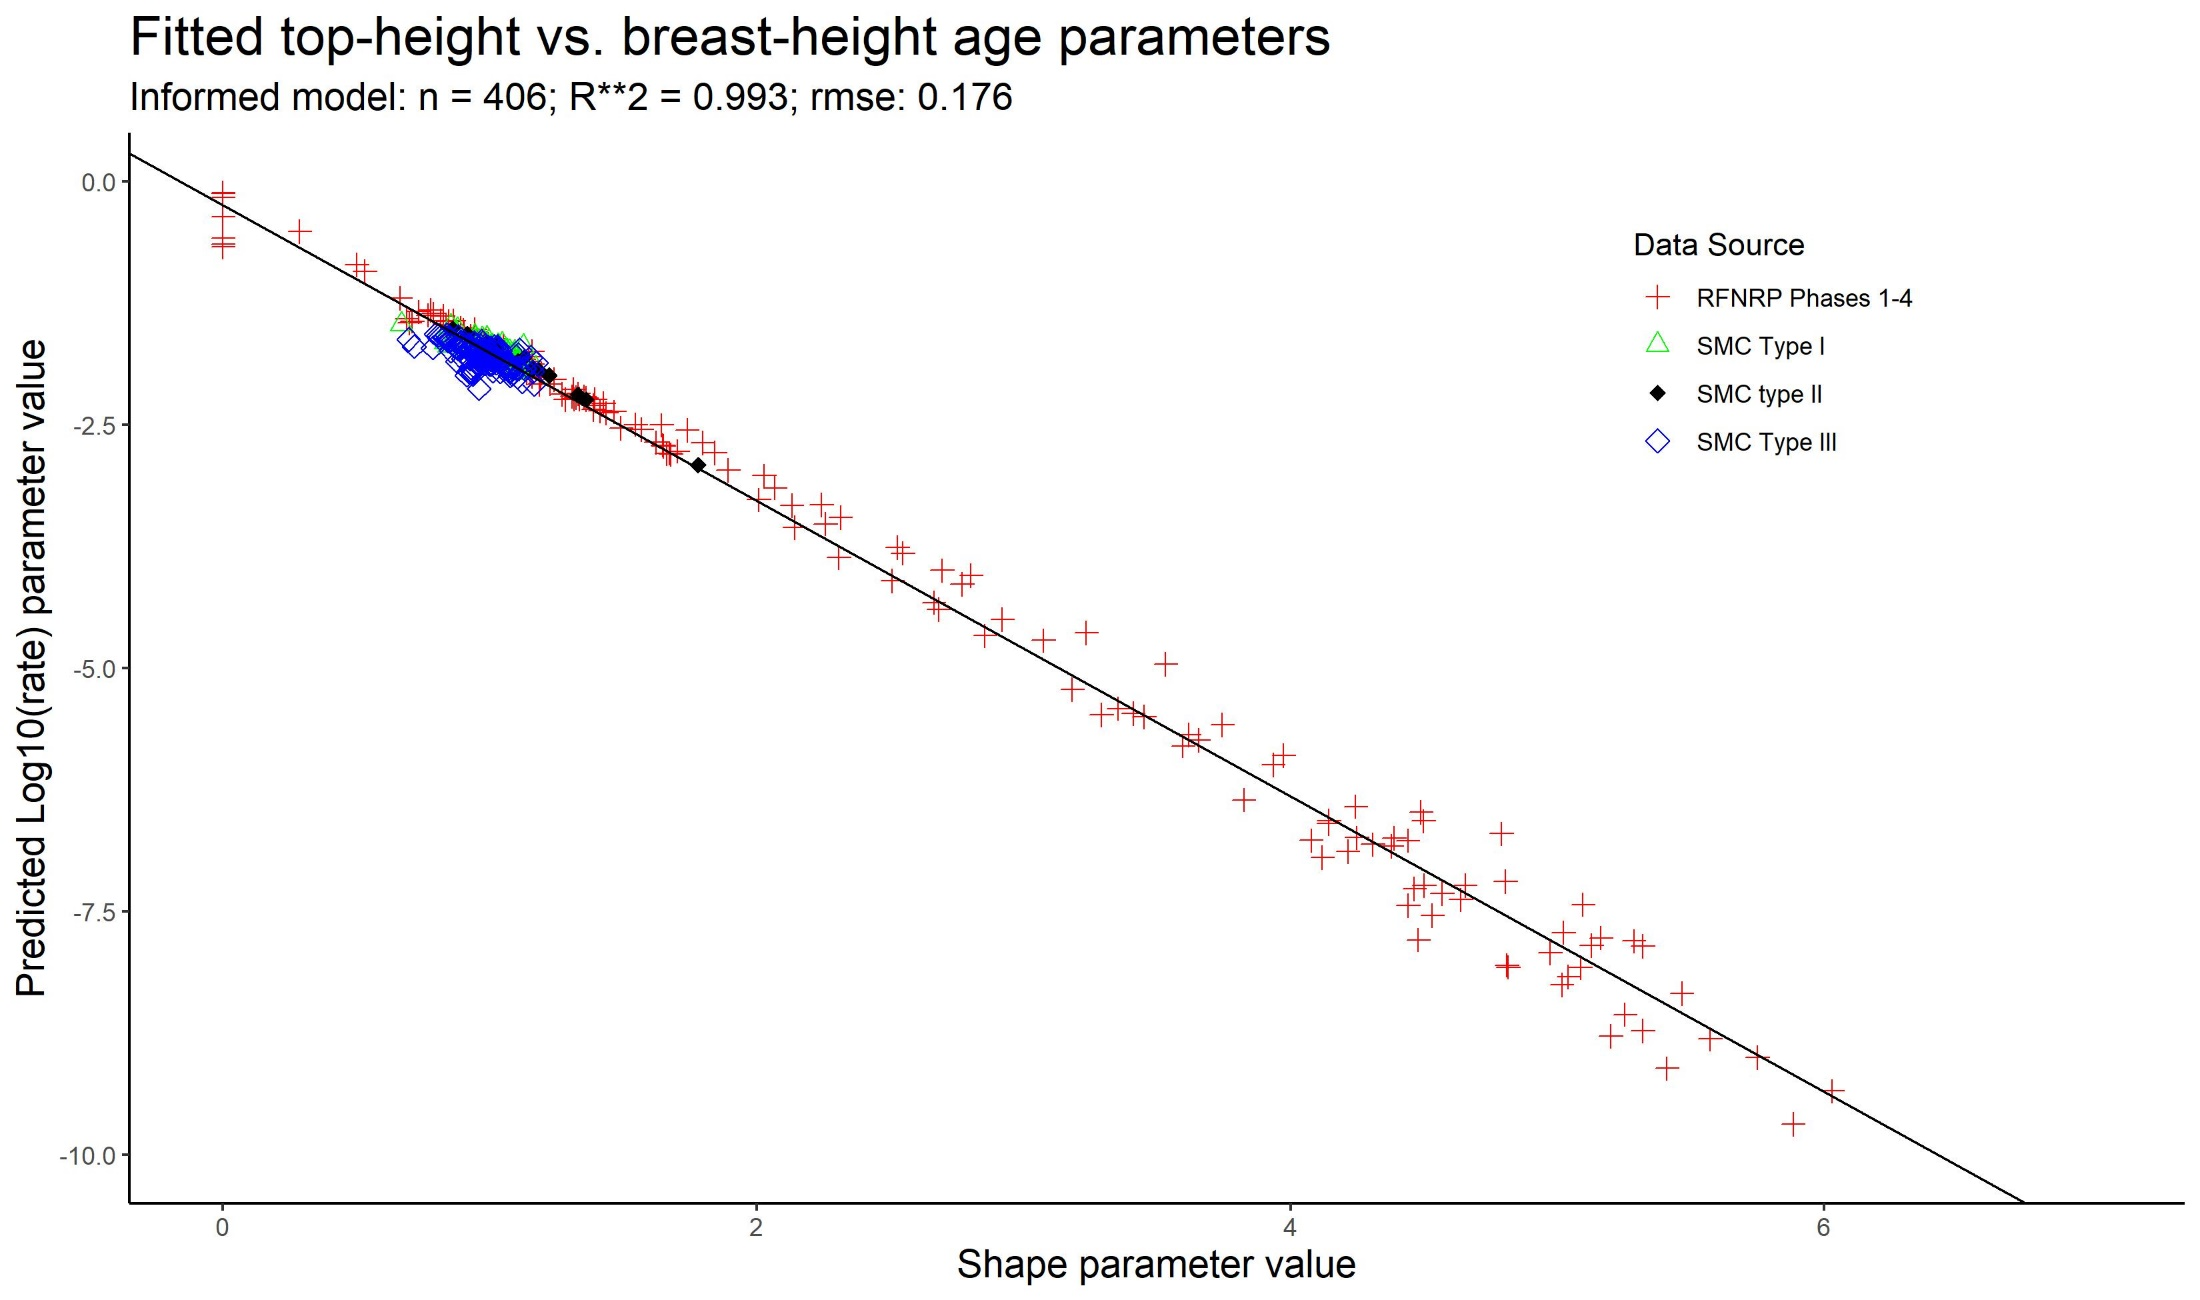 Fitted top-height vs. breast-height age parameters
Informed model: n = 406; R**2 = 0.993; rmse: 0.176
Predicted Log10(rate) parameter value
0.0
-2.5
-5.0
-7.5
-10.0
Data Source
RFNRP Phases 1-4
SMC Type I
SMC type II
SMC Type III
0 2 4 6
Shape parameter value